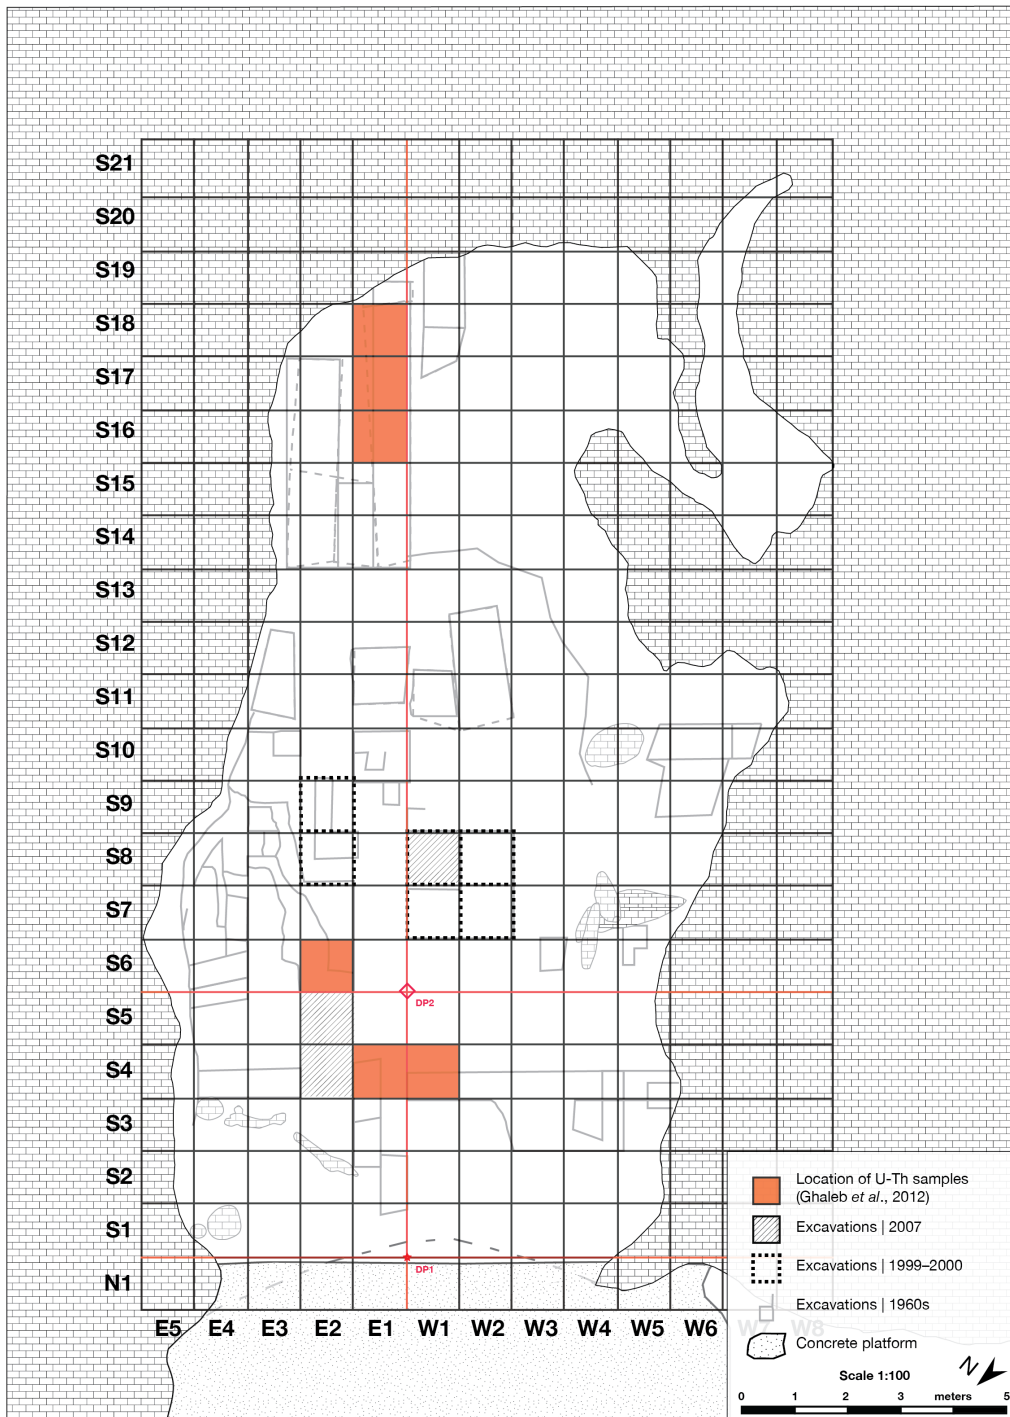 S21
S20
S19
S18
S17
S16
S15
S14
S13
S12
S11
S10
S9
S8
S7
S6
DP2
S5
S4
S3
S2
S1
DP1
N1
E5 E4 E3 E2 E1 W1 W2 W3 W4 W5 W6 W7 W8
Location of U-Th samples
(Ghaleb et al., 2012)
Excavations | 2007
Excavations | 1999–2000
Excavations | 1960s
Concrete platform
Scale 1:100
N
0 1 2 3 meters 5